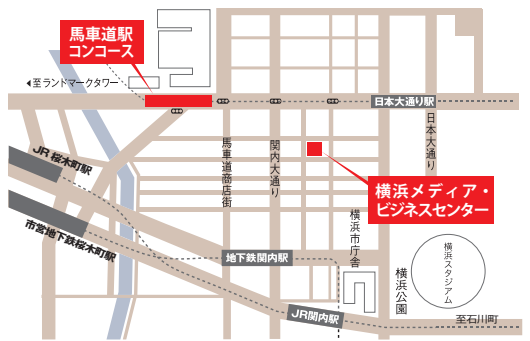 馬車道駅
コンコース
至ランドマークタワー
日本大通り駅
JR 桜木町駅
馬車道商店街
関内大通り
日本大通り
横浜メディア・
ビジネスセンター
市営地下鉄桜木町駅
地下鉄関内駅
横浜市庁舎
横浜公園
横浜スタジアム
JR関内駅
至石川町